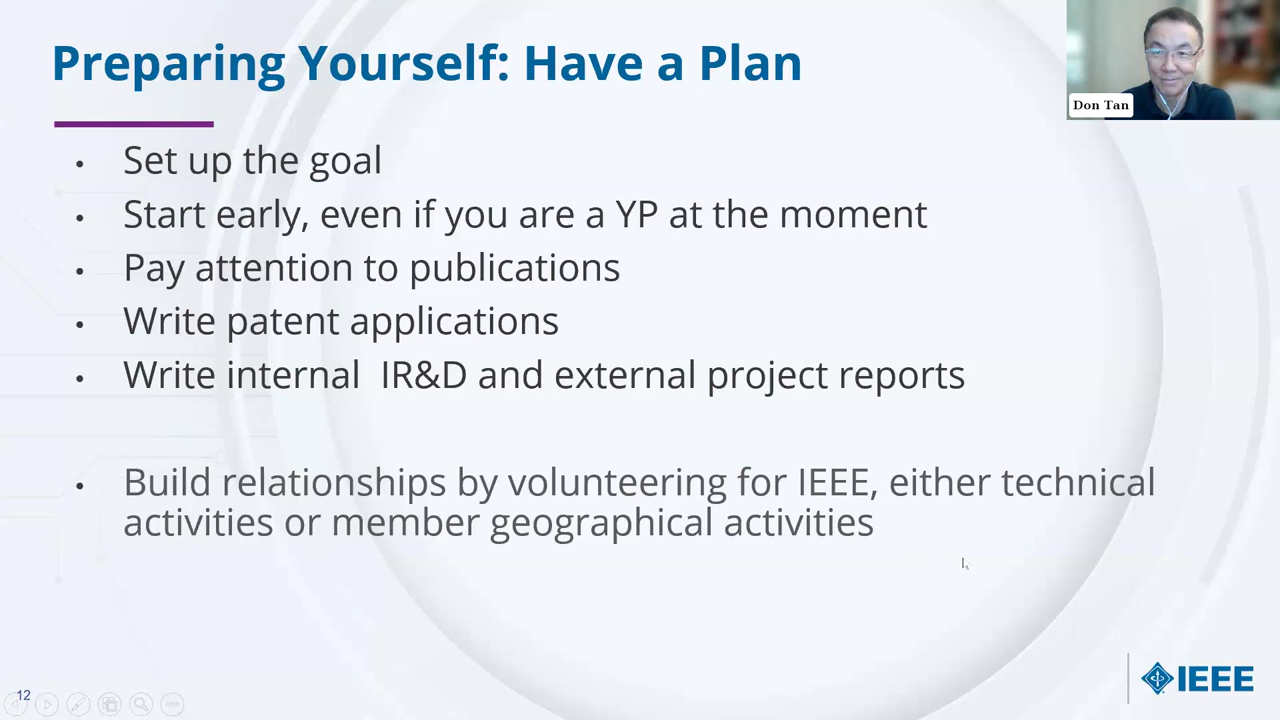 Preparing Yourself: Have a Plan
Don Tan
• Set up the goal
• Start early, even if you are a YP at the moment
• Pay attention to publications
• Write patent applications
• Write internal  IR&D and external project reports
• Build relationships by volunteering for IEEE, either technical
activities or member geographical activities
12
IEEE